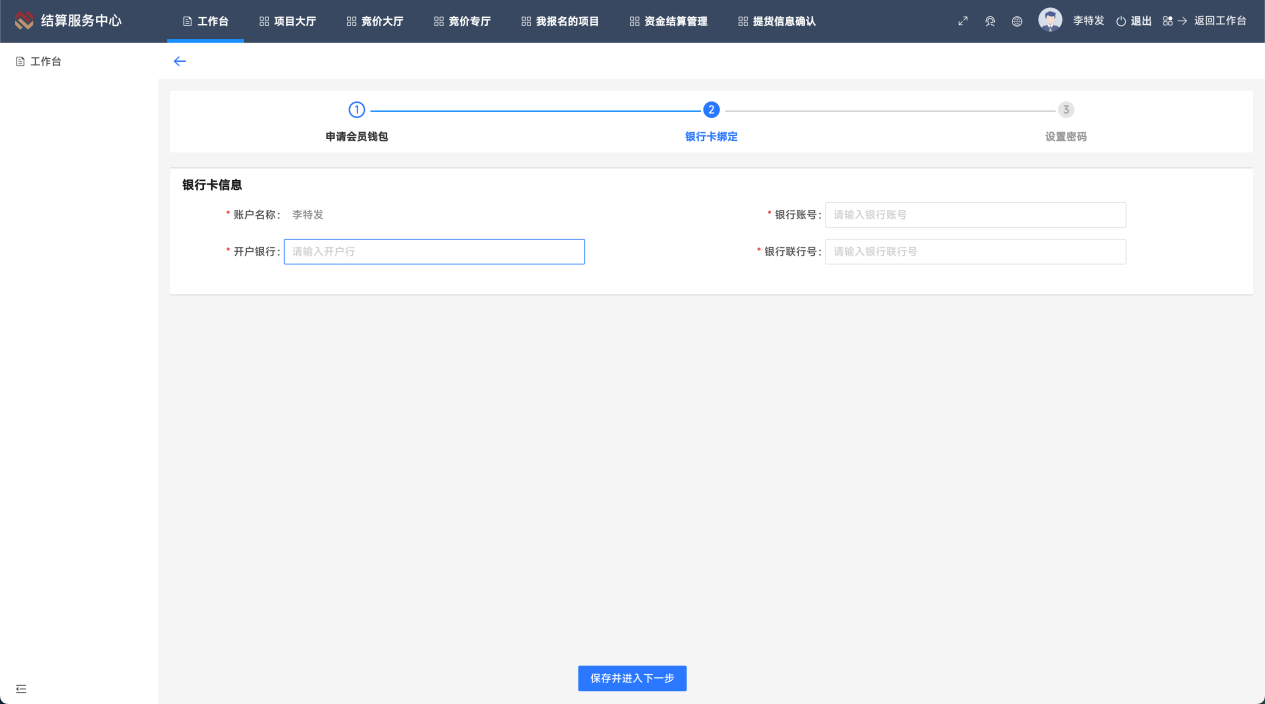 结算服务中心
工作台 项目大厅 竞价大厅 竞价专厅 我报名的项目 资金结算管理 提货信息确认
李特发 退出 返回工作台
工作台
1 2 3
申请会员钱包 银行卡绑定 设置密码
银行卡信息
* 账户名称: 李特发
* 银行账号: 请输入银行账号
* 开户银行: 请输入开户行
* 银行联行号: 请输入银行联行号
保存并进入下一步